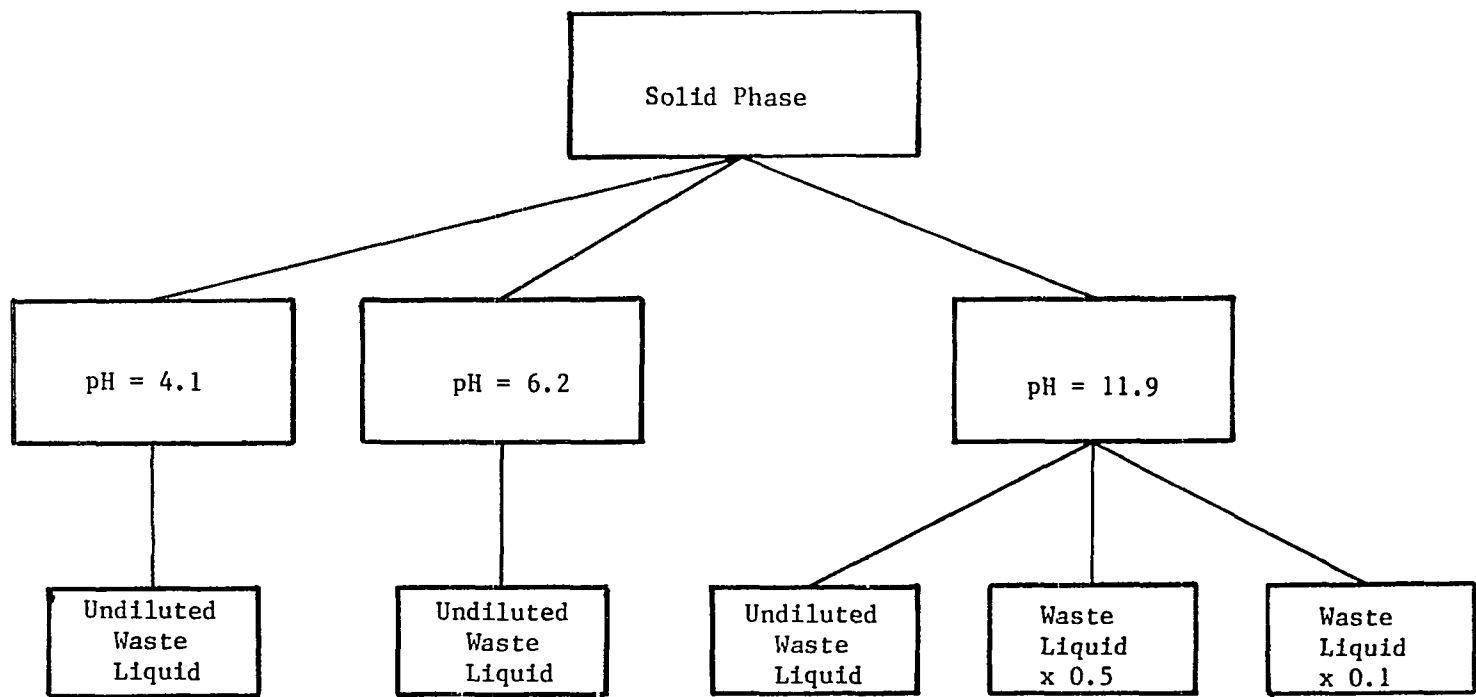 Solid Phase
pH = 4.1
pH = 6.2
pH = 11.9
Undiluted
Waste
Liquid
Undiluted
Waste
Liquid
Undiluted
Waste
Liquid
Waste
Liquid
x 0.5
Waste
Liquid
x 0.1